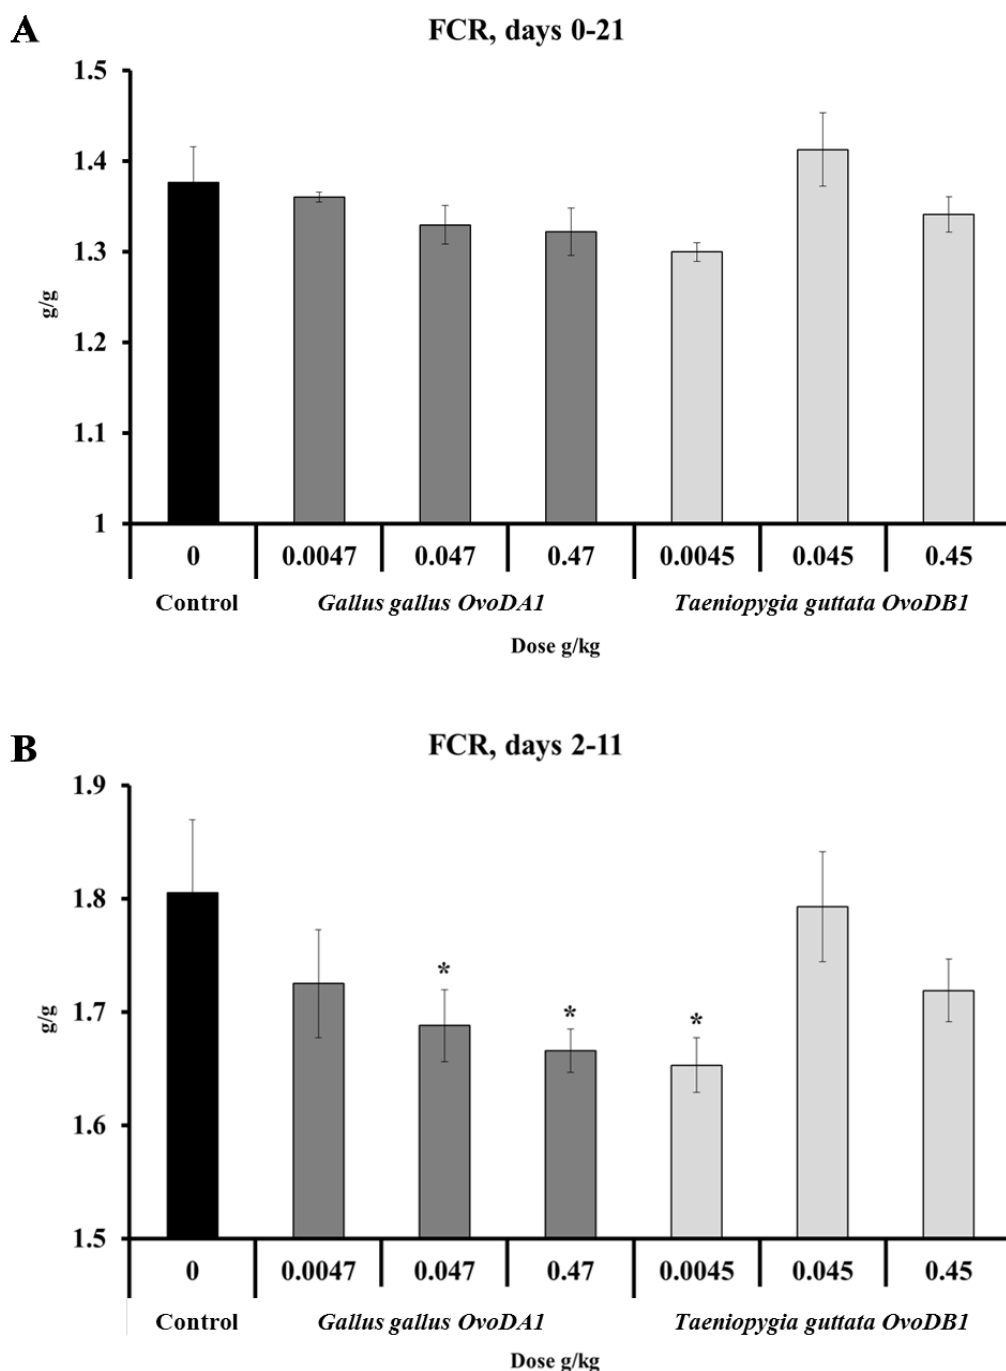 A
FCR, days 0-21
1.5
1.4
1.3
1.2
1.1
1
g/g
0 0.0047 0.047 0.47 0.0045 0.045 0.45
Control Gallus gallus OvoDA1 Taeniopygia guttata OvoDB1
Dose g/kg
B
FCR, days 2-11
1.9
1.8
1.7
1.6
1.5
g/g
* * *
0 0.0047 0.047 0.47 0.0045 0.045 0.45
Control Gallus gallus OvoDA1 Taeniopygia guttata OvoDB1
Dose g/kg